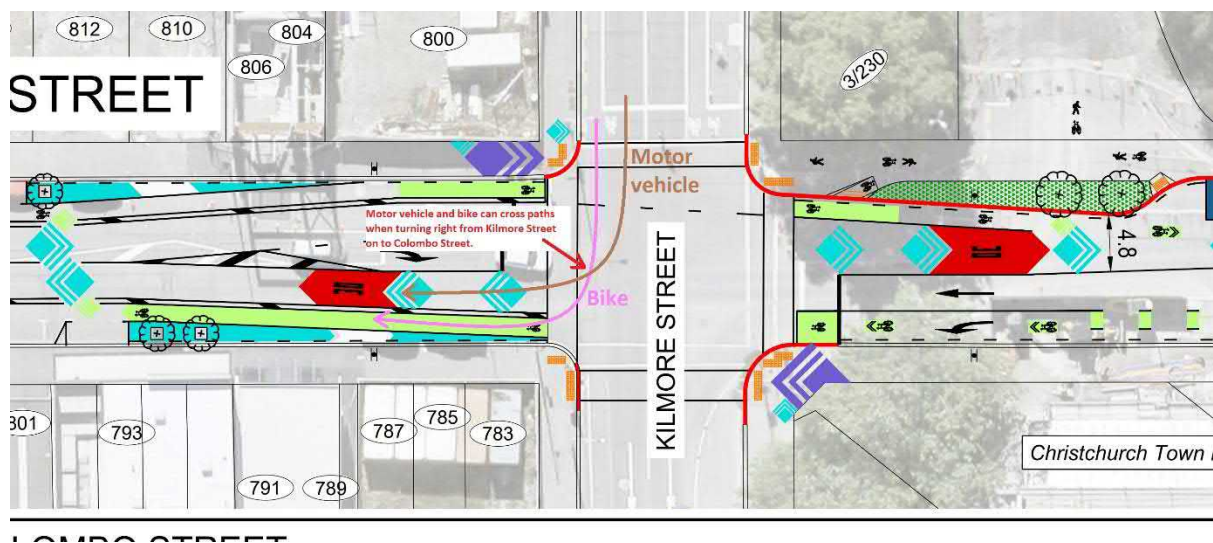 812
810
804
806
800
3/230
STREET
Motor
vehicle
Motor vehicle and bike can cross paths
when turning right from Kilmore Street
on to Colombo Street.
4.8
Bike
KILMORE STREET
801
793
787
785
783
791
789
Christchurch Town
LOMBO STREET